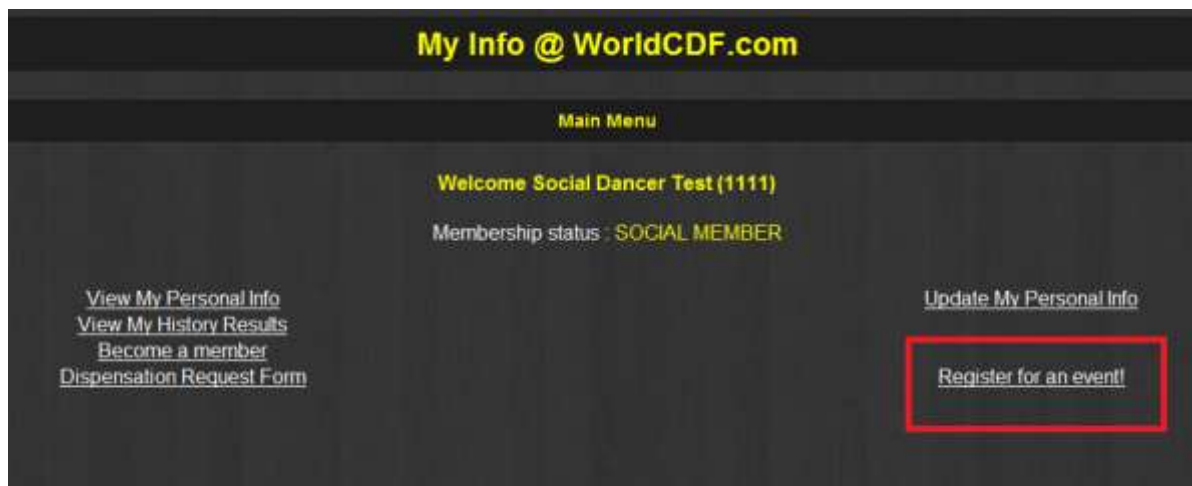 My Info @ WorldCDF.com
Main Menu
Welcome Social Dancer Test (1111)
Membership status : SOCIAL MEMBER
View My Personal Info
Update My Personal Info
View My History Results
Become a member
Dispensation Request Form
Register for an event!